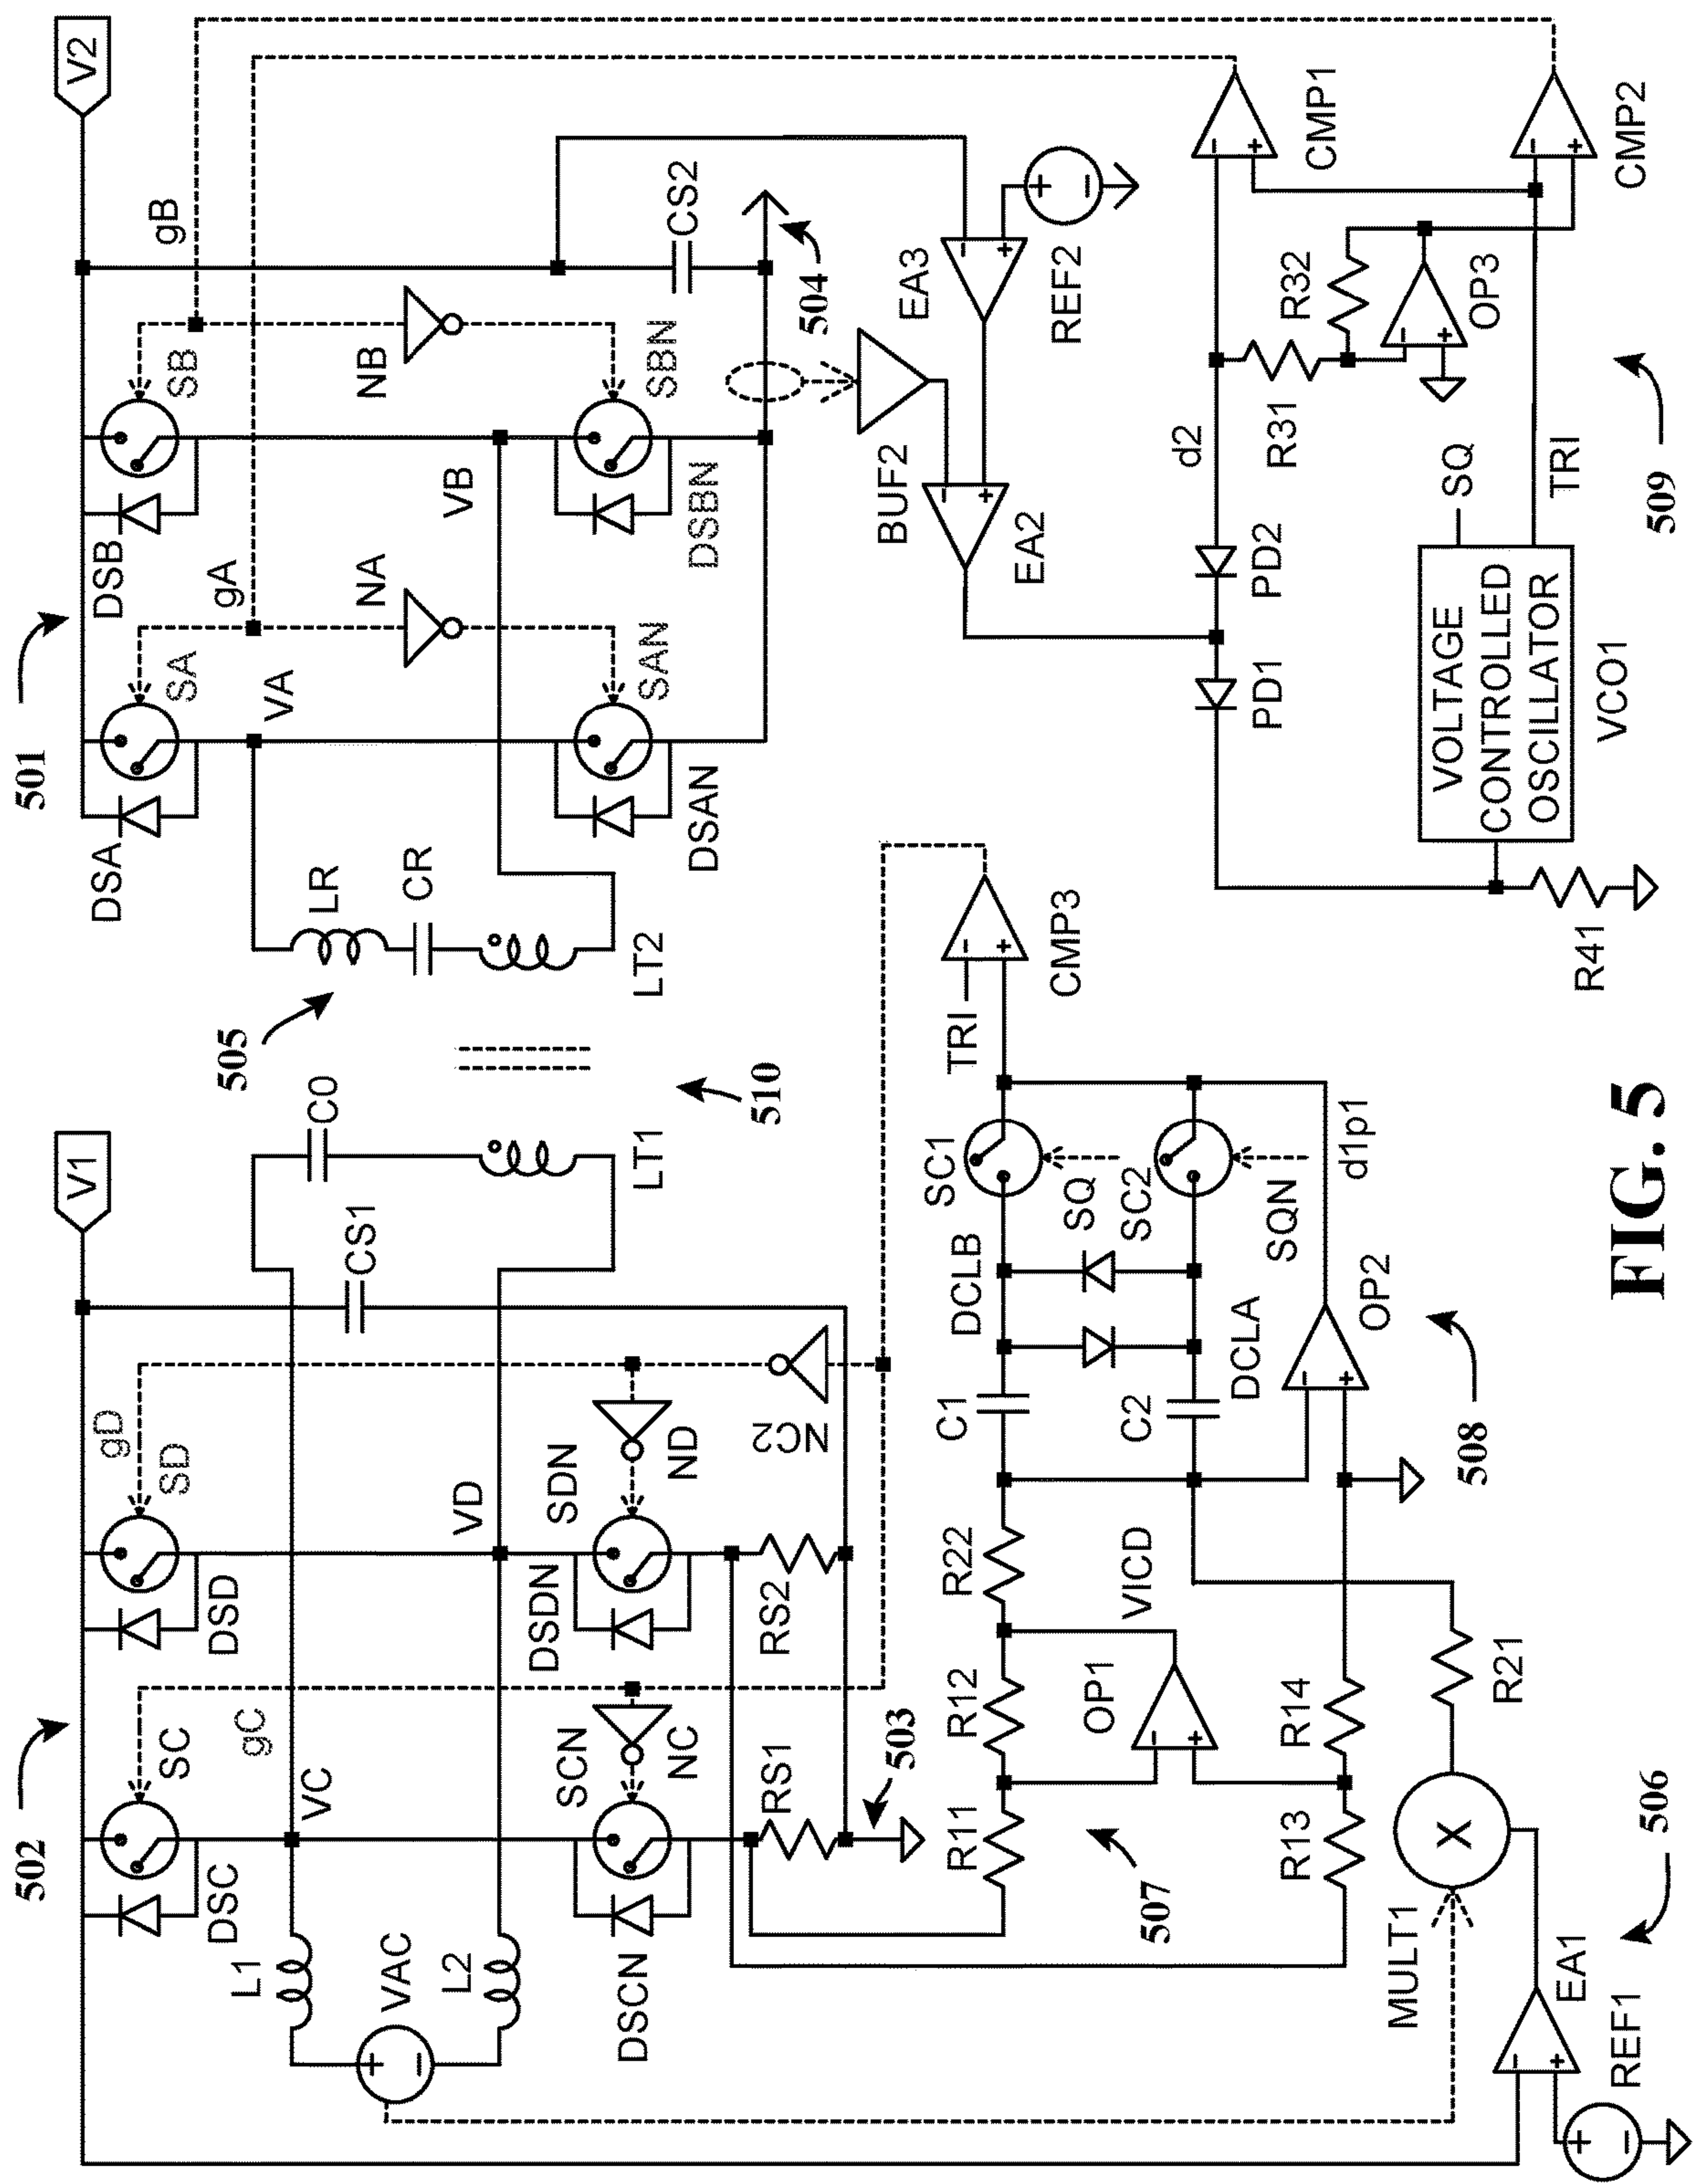 502
V1
501
V2
DSC
SC
gD
SD
DSD
gC
VC
VD
L1
VAC
L2
CS1
C0
505
LR
CR
DSA
SA
gA
VA
DSB
SB
gB
VB
NA
NB
SCN
NC
DSCN
SDN
ND
DSDN
NC2
LT1
510
LT2
SAN
DSAN
SBN
DSBN
CS2
504
RS1
RS2
503
BUF2
EA3
EA2
REF2
R11
R12
R22
C1
DCLB
SC1
TRI
CMP3
507
OP1
VICD
C2
DCLA
SQ
SC2
SQN
d1p1
R13
R14
OP2
508
MULT1
X
R21
506
EA1
REF1
PD1
PD2
d2
R31
R32
OP3
CMP1
CMP2
VOLTAGE
CONTROLLED
OSCILLATOR
VCO1
SQ
TRI
R41
509
FIG. 5